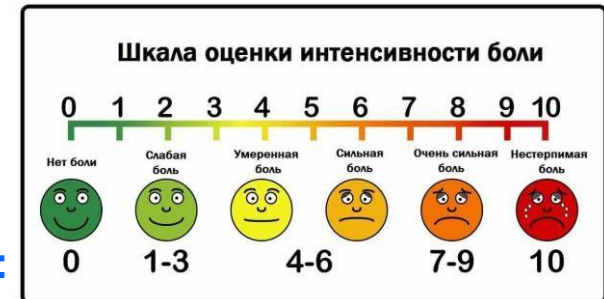 Шкала оценки интенсивности боли
0 1 2 3 4 5 6 7 8 9 10
Нет боли Слабая боль Умеренная боль Сильная боль Очень сильная боль Нестерпимая боль
: 0 1-3 4-6 7-9 10